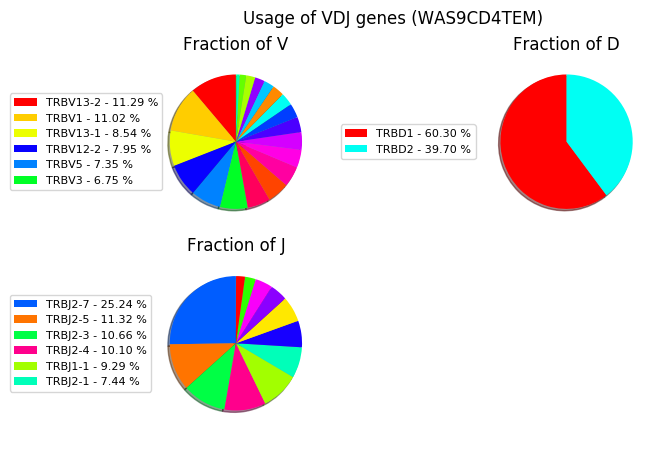 Usage of VDJ genes (WAS9CD4TEM)
Fraction of V
TRBV13-2 - 11.29 %
TRBV1 - 11.02 %
TRBV13-1 - 8.54 %
TRBV12-2 - 7.95 %
TRBV5 - 7.35 %
TRBV3 - 6.75 %
Fraction of D
TRBD1 - 60.30 %
TRBD2 - 39.70 %
Fraction of J
TRBJ2-7 - 25.24 %
TRBJ2-5 - 11.32 %
TRBJ2-3 - 10.66 %
TRBJ2-4 - 10.10 %
TRBJ1-1 - 9.29 %
TRBJ2-1 - 7.44 %